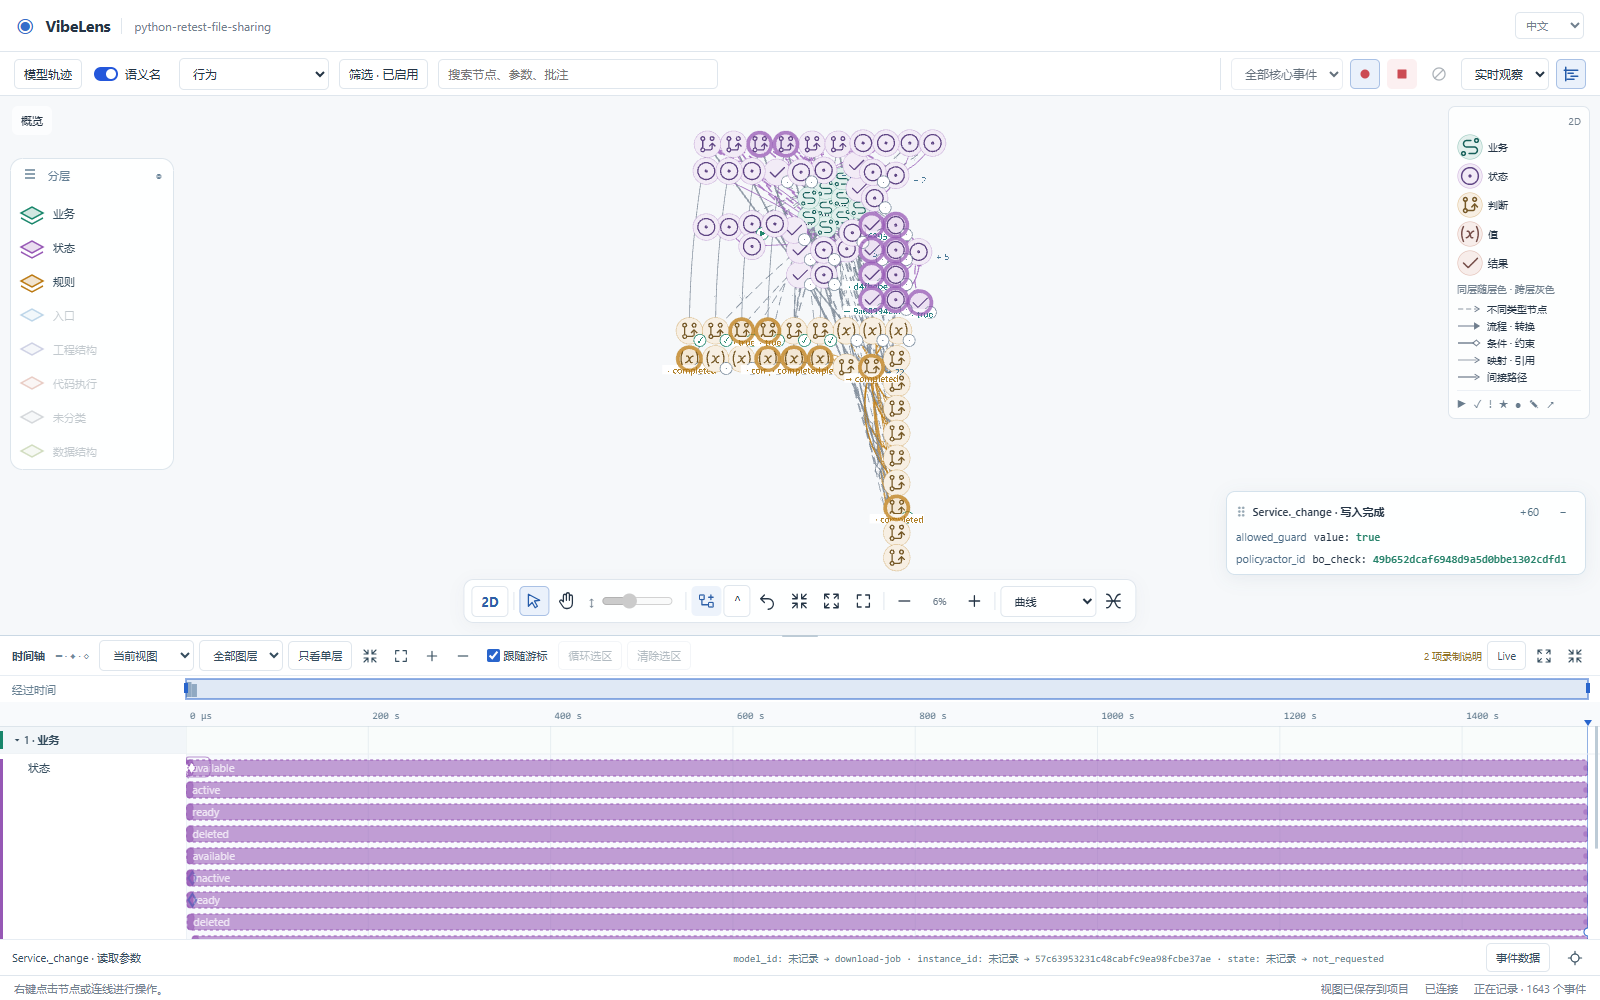 VibeLens python-retest-file-sharing 中文
模型轨迹 语义名 行为 筛选 · 已启用 搜索节点、参数、批注 全部核心事件 实时观察
概览
2D
分层
业务
状态
规则
入口
工程结构
代码执行
未分类
数据结构
业务
状态
判断
值
结果
同层随层色 · 跨层灰色
不同类型节点
流程 · 转换
条件 · 约束
映射 · 引用
间接路径
+ 5
· completed
→ completed
· completed
Service._change · 写入完成 +60 −
allowed_guard value: true
policy:actor_id bo_check: 49b652dcaf6948d9a5d0bbe1302cdfd1
2D − 6% + 曲线
时间轴 当前视图 全部图层 只看单层 跟随游标 循环选区 清除选区 2 项录制说明 Live
经过时间
0 μs 200 s 400 s 600 s 800 s 1000 s 1200 s 1400 s
1 · 业务
状态
active
ready
deleted
available
inactive
ready
deleted
Service._change · 读取参数 model_id: 未记录 → download-job · instance_id: 未记录 → 57c63953231c48cabfc9ea98fcbe37ae · state: 未记录 → not_requested 事件数据
右键点击节点或连线进行操作。 视图已保存到项目 已连接 正在记录 · 1643 个事件